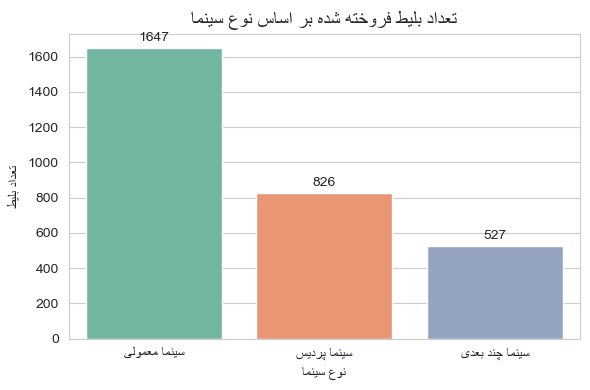 تعداد بلیط فروخته شده بر اساس نوع سینما
1647
826
527
1600
1400
1200
1000
800
600
400
200
0
تعداد بلیط
سینما معمولی
سینما پردیس
سینما چند بعدی
نوع سینما